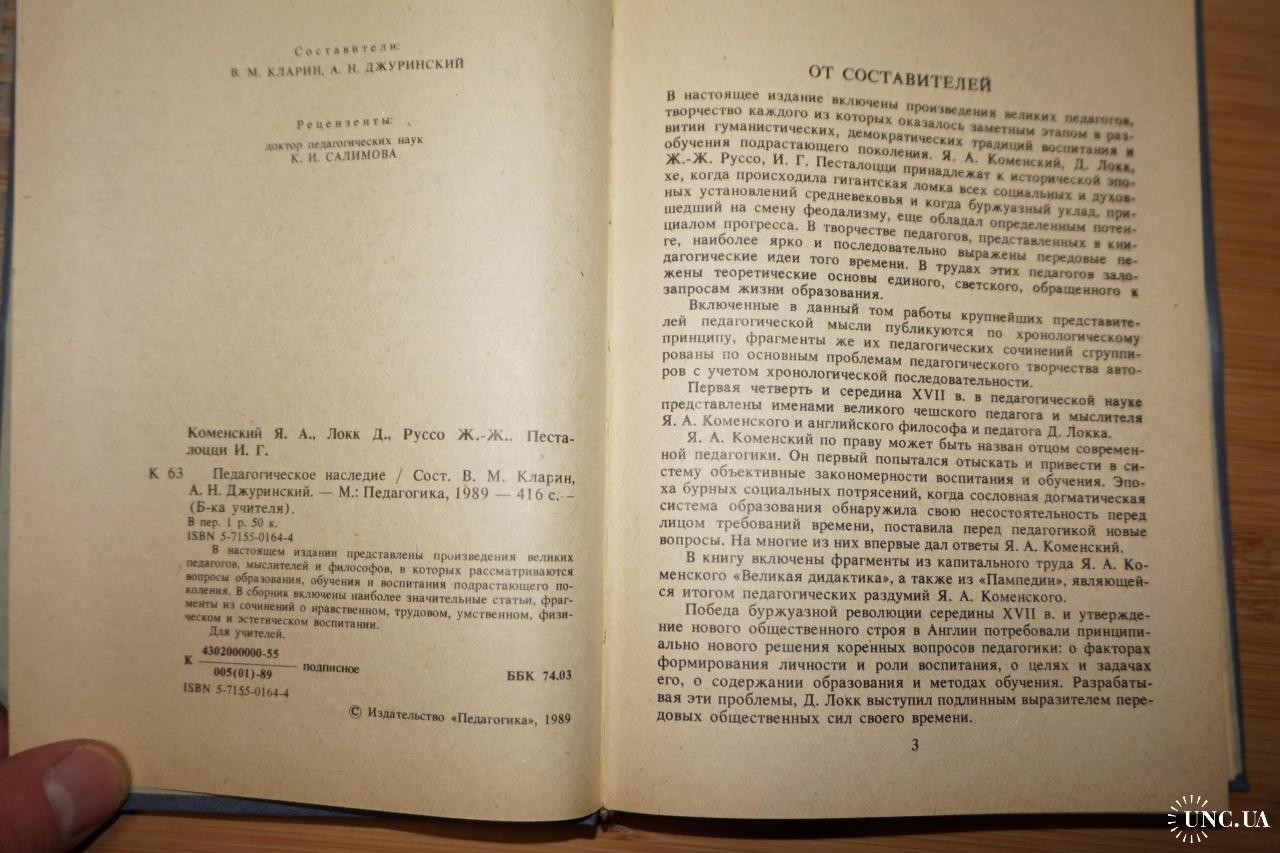 Составители:
В. М. КЛАРИН, А. Н. ДЖУРИНСКИЙ
Рецензенты:
доктор педагогических наук
К. И. САЛИМОВА
Коменский Я. А., Локк Д., Руссо Ж.-Ж., Песта-
лоцци И. Г.
К 63 Педагогическое наследие / Сост. В. М. Кларин,
А. Н. Джуринский. — М.: Педагогика, 1989 — 416 с. —
(Б-ка учителя).
В пер. 1 р. 50 к.
ISBN 5-7155-0164-4
В настоящем издании представлены произведения великих
педагогов, мыслителей и философов, в которых рассматриваются
вопросы образования, обучения и воспитания подрастающего по-
коления. В сборник включены наиболее значительные статьи, фраг-
менты из сочинений о нравственном, трудовом, умственном, физи-
ческом и эстетическом воспитании.
Для учителей.
К 4302000000-55
005(01)-89 подписное
ББК 74.03
ISBN 5-7155-0164-4
© Издательство «Педагогика», 1989
ОТ СОСТАВИТЕЛЕЙ
В настоящее издание включены произведения великих педагогов,
творчество каждого из которых оказалось заметным этапом в раз-
витии гуманистических, демократических традиций воспитания и
обучения подрастающего поколения. Я. А. Коменский, Д. Локк,
Ж.-Ж. Руссо, И. Г. Песталоцци принадлежат к исторической эпо-
хе, когда происходила гигантская ломка всех социальных и духов-
ных установлений средневековья и когда буржуазный уклад, при-
шедший на смену феодализму, еще обладал определенным потен-
циалом прогресса. В творчестве педагогов, представленных в кни-
ге, наиболее ярко и последовательно выражены передовые пе-
дагогические идеи того времени. В трудах этих педагогов зало-
жены теоретические основы единого, светского, обращенного к
запросам жизни образования.
Включенные в данный том работы крупнейших представите-
лей педагогической мысли публикуются по хронологическому
принципу, фрагменты же их педагогических сочинений сгруппи-
рованы по основным проблемам педагогического творчества авто-
ров с учетом хронологической последовательности.
Первая четверть и середина XVII в. в педагогической науке
представлены именами великого чешского педагога и мыслителя
Я. А. Коменского и английского философа и педагога Д. Локка.
Я. А. Коменский по праву может быть назван отцом современ-
ной педагогики. Он первый попытался отыскать и привести в си-
стему объективные закономерности воспитания и обучения. Эпо-
ха бурных социальных потрясений, когда сословная догматическая
система образования обнаружила свою несостоятельность перед
лицом требований времени, поставила перед педагогикой новые
вопросы. На многие из них впервые дал ответы Я. А. Коменский.
В книгу включены фрагменты из капитального труда Я. А. Ко-
менского «Великая дидактика», а также из «Пампедии», являющей-
ся итогом педагогических раздумий Я. А. Коменского.
Победа буржуазной революции середины XVII в. и утвержде-
ние нового общественного строя в Англии потребовали принципи-
ально нового решения коренных вопросов педагогики: о факторах
формирования личности и роли воспитания, о целях и задачах
его, о содержании образования и методах обучения. Разрабаты-
вая эти проблемы, Д. Локк выступил подлинным выразителем пере-
довых общественных сил своего времени.
3
UNC.UA